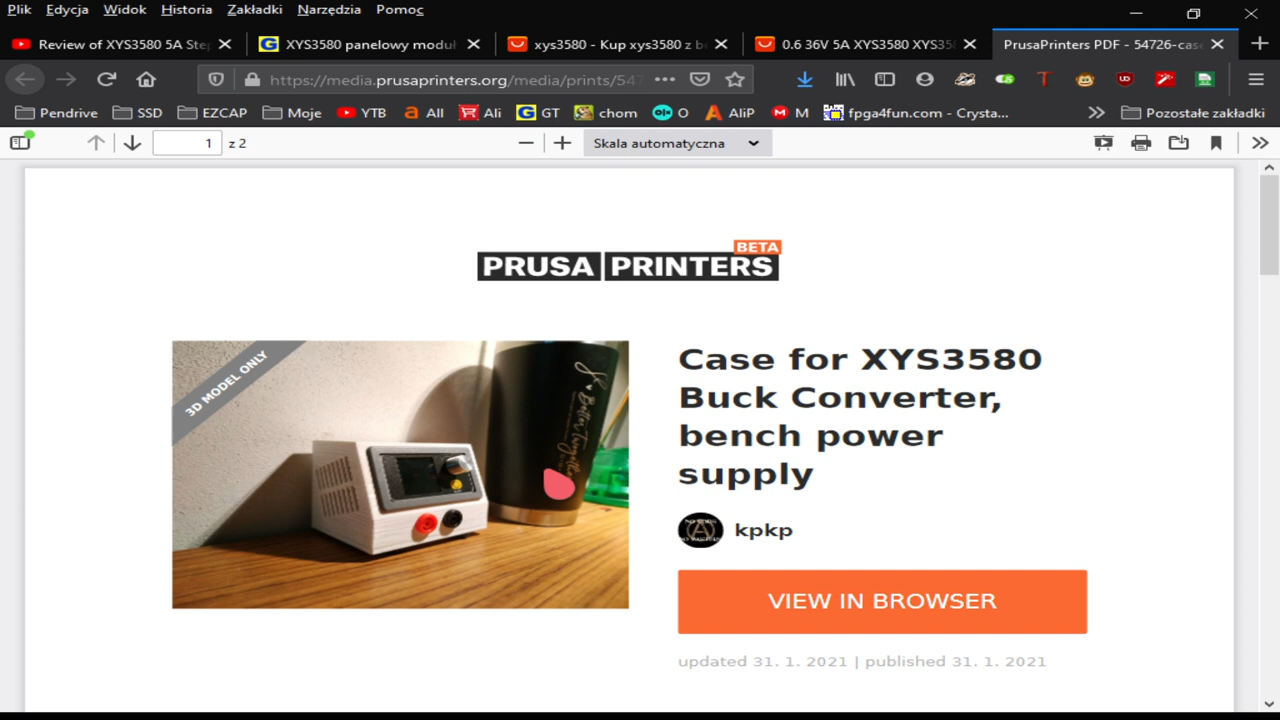 Plik Edycja Widok Historia Zakładki Narzędzia Pomoc
Review of XYS3580 5A Ste
XYS3580 panelowy moduł
xys3580 - Kup xys3580 z b
0.6 36V 5A XYS3580 XYS35
PrusaPrinters PDF - 54726-cas
https://media.prusaprinters.org/media/prints/547
Pendrive SSD EZCAP Moje YTB All Ali GT chom O AliP M fpga4fun.com - Crysta... Pozostałe zakładki
1 z 2 Skala automatyczna
BETA
PRUSA PRINTERS
3D MODEL ONLY
Case for XYS3580
Buck Converter,
bench power
supply
kpkp
VIEW IN BROWSER
updated 31. 1. 2021 | published 31. 1. 2021